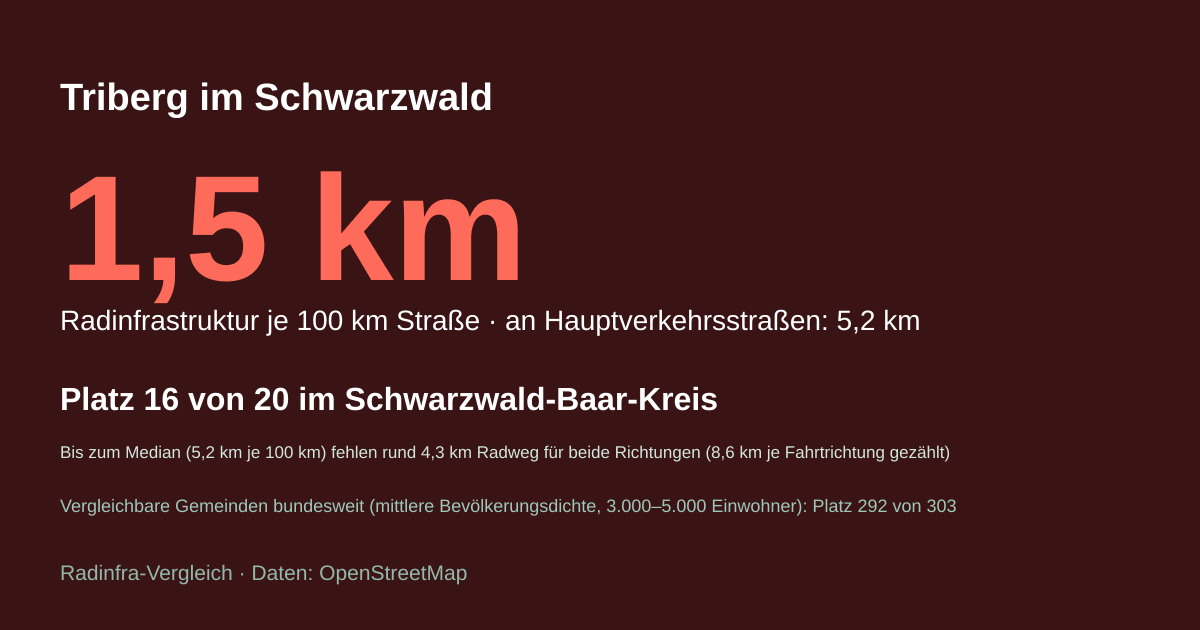 Triberg im Schwarzwald
1,5 km
Radinfrastruktur je 100 km Straße · an Hauptverkehrsstraßen: 5,2 km
Platz 16 von 20 im Schwarzwald-Baar-Kreis
Bis zum Median (5,2 km je 100 km) fehlen rund 4,3 km Radweg für beide Richtungen (8,6 km je Fahrtrichtung gezählt)
Vergleichbare Gemeinden bundesweit (mittlere Bevölkerungsdichte, 3.000–5.000 Einwohner): Platz 292 von 303
Radinfra-Vergleich · Daten: OpenStreetMap